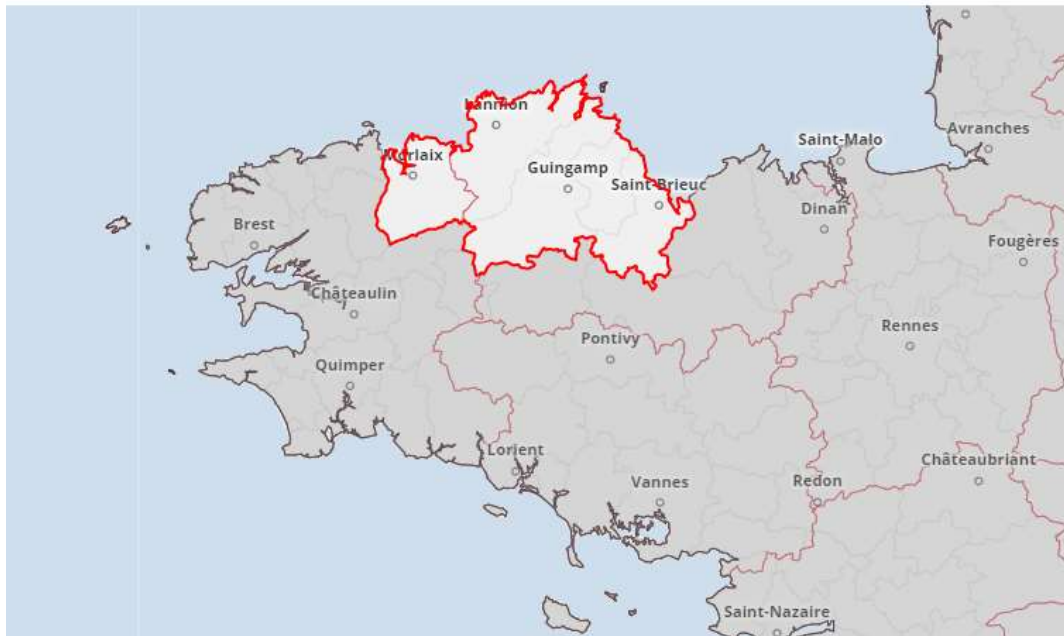 Lannion
Saint-Malo
Avranches
Morlaix
Guingamp
Saint-Brieuc
Dinan
Brest
Fougères
Châteaulin
Rennes
Pontivy
Quimper
Lorient
Châteaubriant
Vannes
Redon
Saint-Nazaire